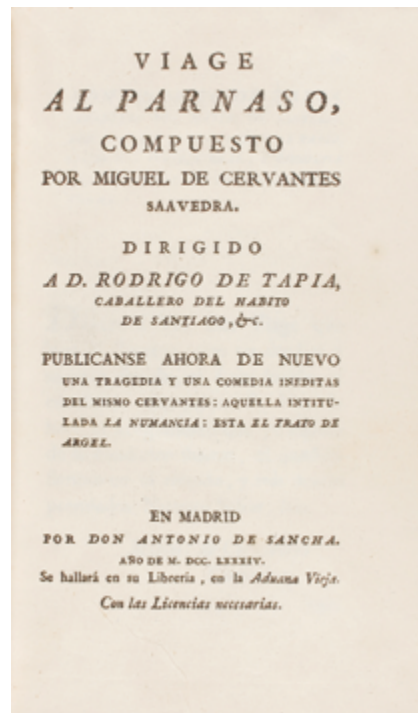 VIAGE
AL PARNASO,
COMPUESTO
POR MIGUEL DE CERVANTES
SAAVEDRA.
DIRIGIDO
A D. RODRIGO DE TAPIA,
CABALLERO DEL HABITO
DE SANTIAGO, &c.
PUBLICANSE AHORA DE NUEVO
UNA TRAGEDIA Y UNA COMEDIA INEDITAS
DEL MISMO CERVANTES: AQUELLA INTITU-
LADA LA NUMANCIA: ESTA EL TRATO DE
ARGEL.
EN MADRID
POR DON ANTONIO DE SANCHA.
AÑO DE M. DCC. LXXXIV.
Se hallará en su Librería, en la Aduana Vieja.
Con las Licencias necesarias.